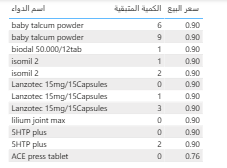 اسم الدواء الكمية المتبقية سعر البيع
baby talcum powder 6 0.90
baby talcum powder 9 0.90
biodal 50.000/12tab 1 0.90
isomil 2 1 0.90
isomil 2 2 0.90
Lanzotec 15mg/15Capsules 0 0.90
Lanzotec 15mg/15Capsules 1 0.90
Lanzotec 15mg/15Capsules 3 0.90
lilium joint max 0 0.90
5HTP plus 0 0.90
5HTP plus 2 0.90
ACE press tablet 0 0.76